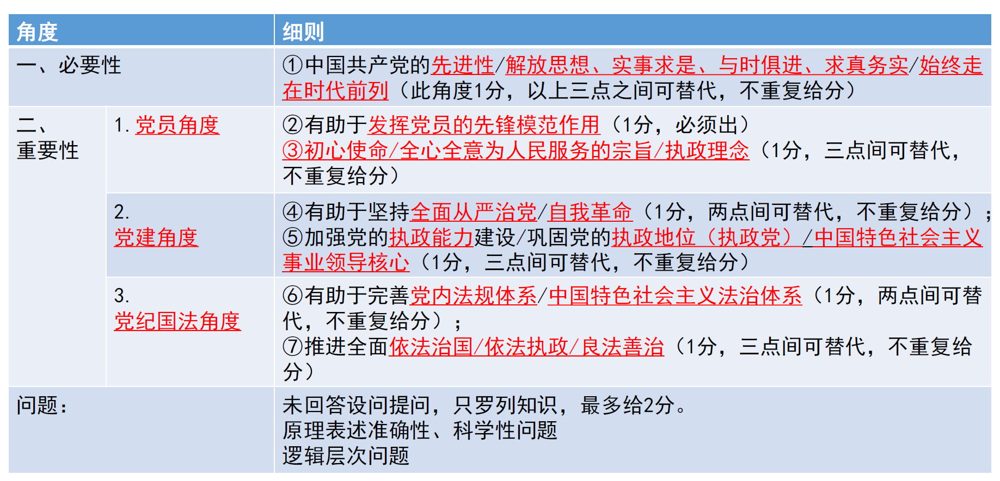 角度
细则
一、必要性
①中国共产党的先进性/解放思想、实事求是、与时俱进、求真务实/始终走
在时代前列（此角度1分，以上三点之间可替代，不重复给分）
二、
重要性
1.党员角度
②有助于发挥党员的先锋模范作用（1分，必须出）
③初心使命/全心全意为人民服务的宗旨/执政理念（1分，三点间可替代，
不重复给分）
2.
党建角度
④有助于坚持全面从严治党/自我革命（1分，两点间可替代，不重复给分）；
⑤加强党的执政能力建设/巩固党的执政地位（执政党）/中国特色社会主义
事业领导核心（1分，三点间可替代，不重复给分）
3.
党纪国法角度
⑥有助于完善党内法规体系/中国特色社会主义法治体系（1分，两点间可替
代，不重复给分）；
⑦推进全面依法治国/依法执政/良法善治（1分，三点间可替代，不重复给
分）
问题：
未回答设问提问，只罗列知识，最多给2分。
原理表述准确性、科学性问题
逻辑层次问题